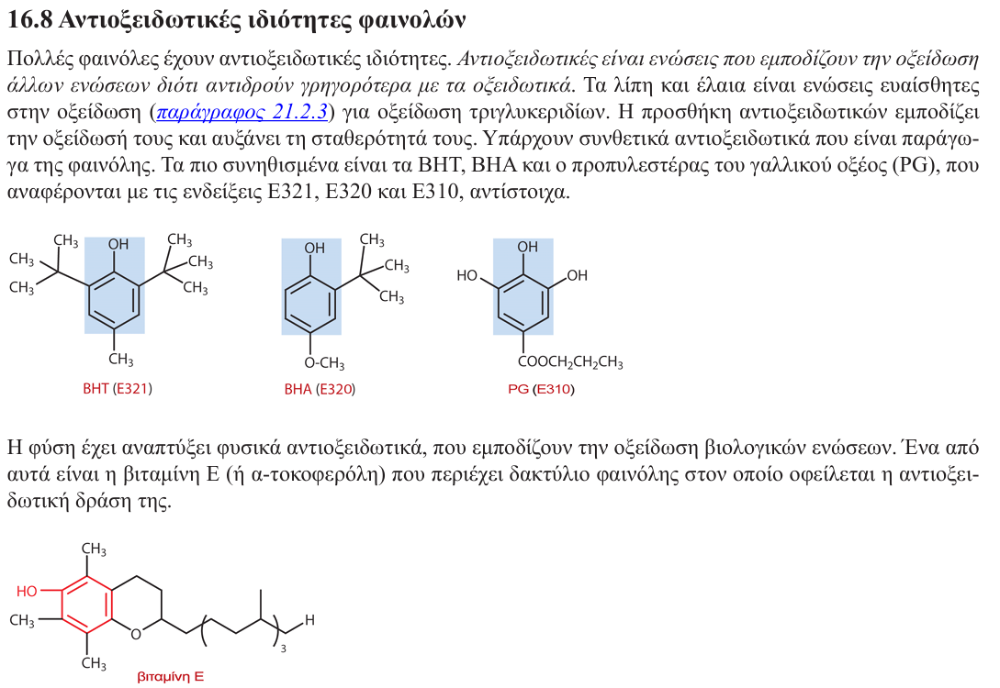 16.8 Αντιοξειδωτικές ιδιότητες φαινολών
Πολλές φαινόλες έχουν αντιοξειδωτικές ιδιότητες. Αντιοξειδωτικές είναι ενώσεις που εμποδίζουν την οξείδωση
άλλων ενώσεων διότι αντιδρούν γρηγορότερα με τα οξειδωτικά. Τα λίπη και έλαια είναι ενώσεις ευαίσθητες
στην οξείδωση (παράγραφος 21.2.3) για οξείδωση τριγλυκεριδίων. Η προσθήκη αντιοξειδωτικών εμποδίζει
την οξείδωσή τους και αυξάνει τη σταθερότητά τους. Υπάρχουν συνθετικά αντιοξειδωτικά που είναι παράγω-
γα της φαινόλης. Τα πιο συνηθισμένα είναι τα BHT, BHA και ο προπυλεστέρας του γαλλικού οξέος (PG), που
αναφέρονται με τις ενδείξεις Ε321, Ε320 και Ε310, αντίστοιχα.
CH3 OH CH3
CH3 CH3
CH3 CH3
CH3
BHT (E321)
OH CH3
CH3
CH3
O-CH3
BHA (E320)
OH
HO OH
COOCH2CH2CH3
PG (E310)
Η φύση έχει αναπτύξει φυσικά αντιοξειδωτικά, που εμποδίζουν την οξείδωση βιολογικών ενώσεων. Ένα από
αυτά είναι η βιταμίνη Ε (ή α-τοκοφερόλη) που περιέχει δακτύλιο φαινόλης στον οποίο οφείλεται η αντιοξει-
δωτική δράση της.
CH3
HO
CH3 H
O 3
CH3
βιταμίνη Ε